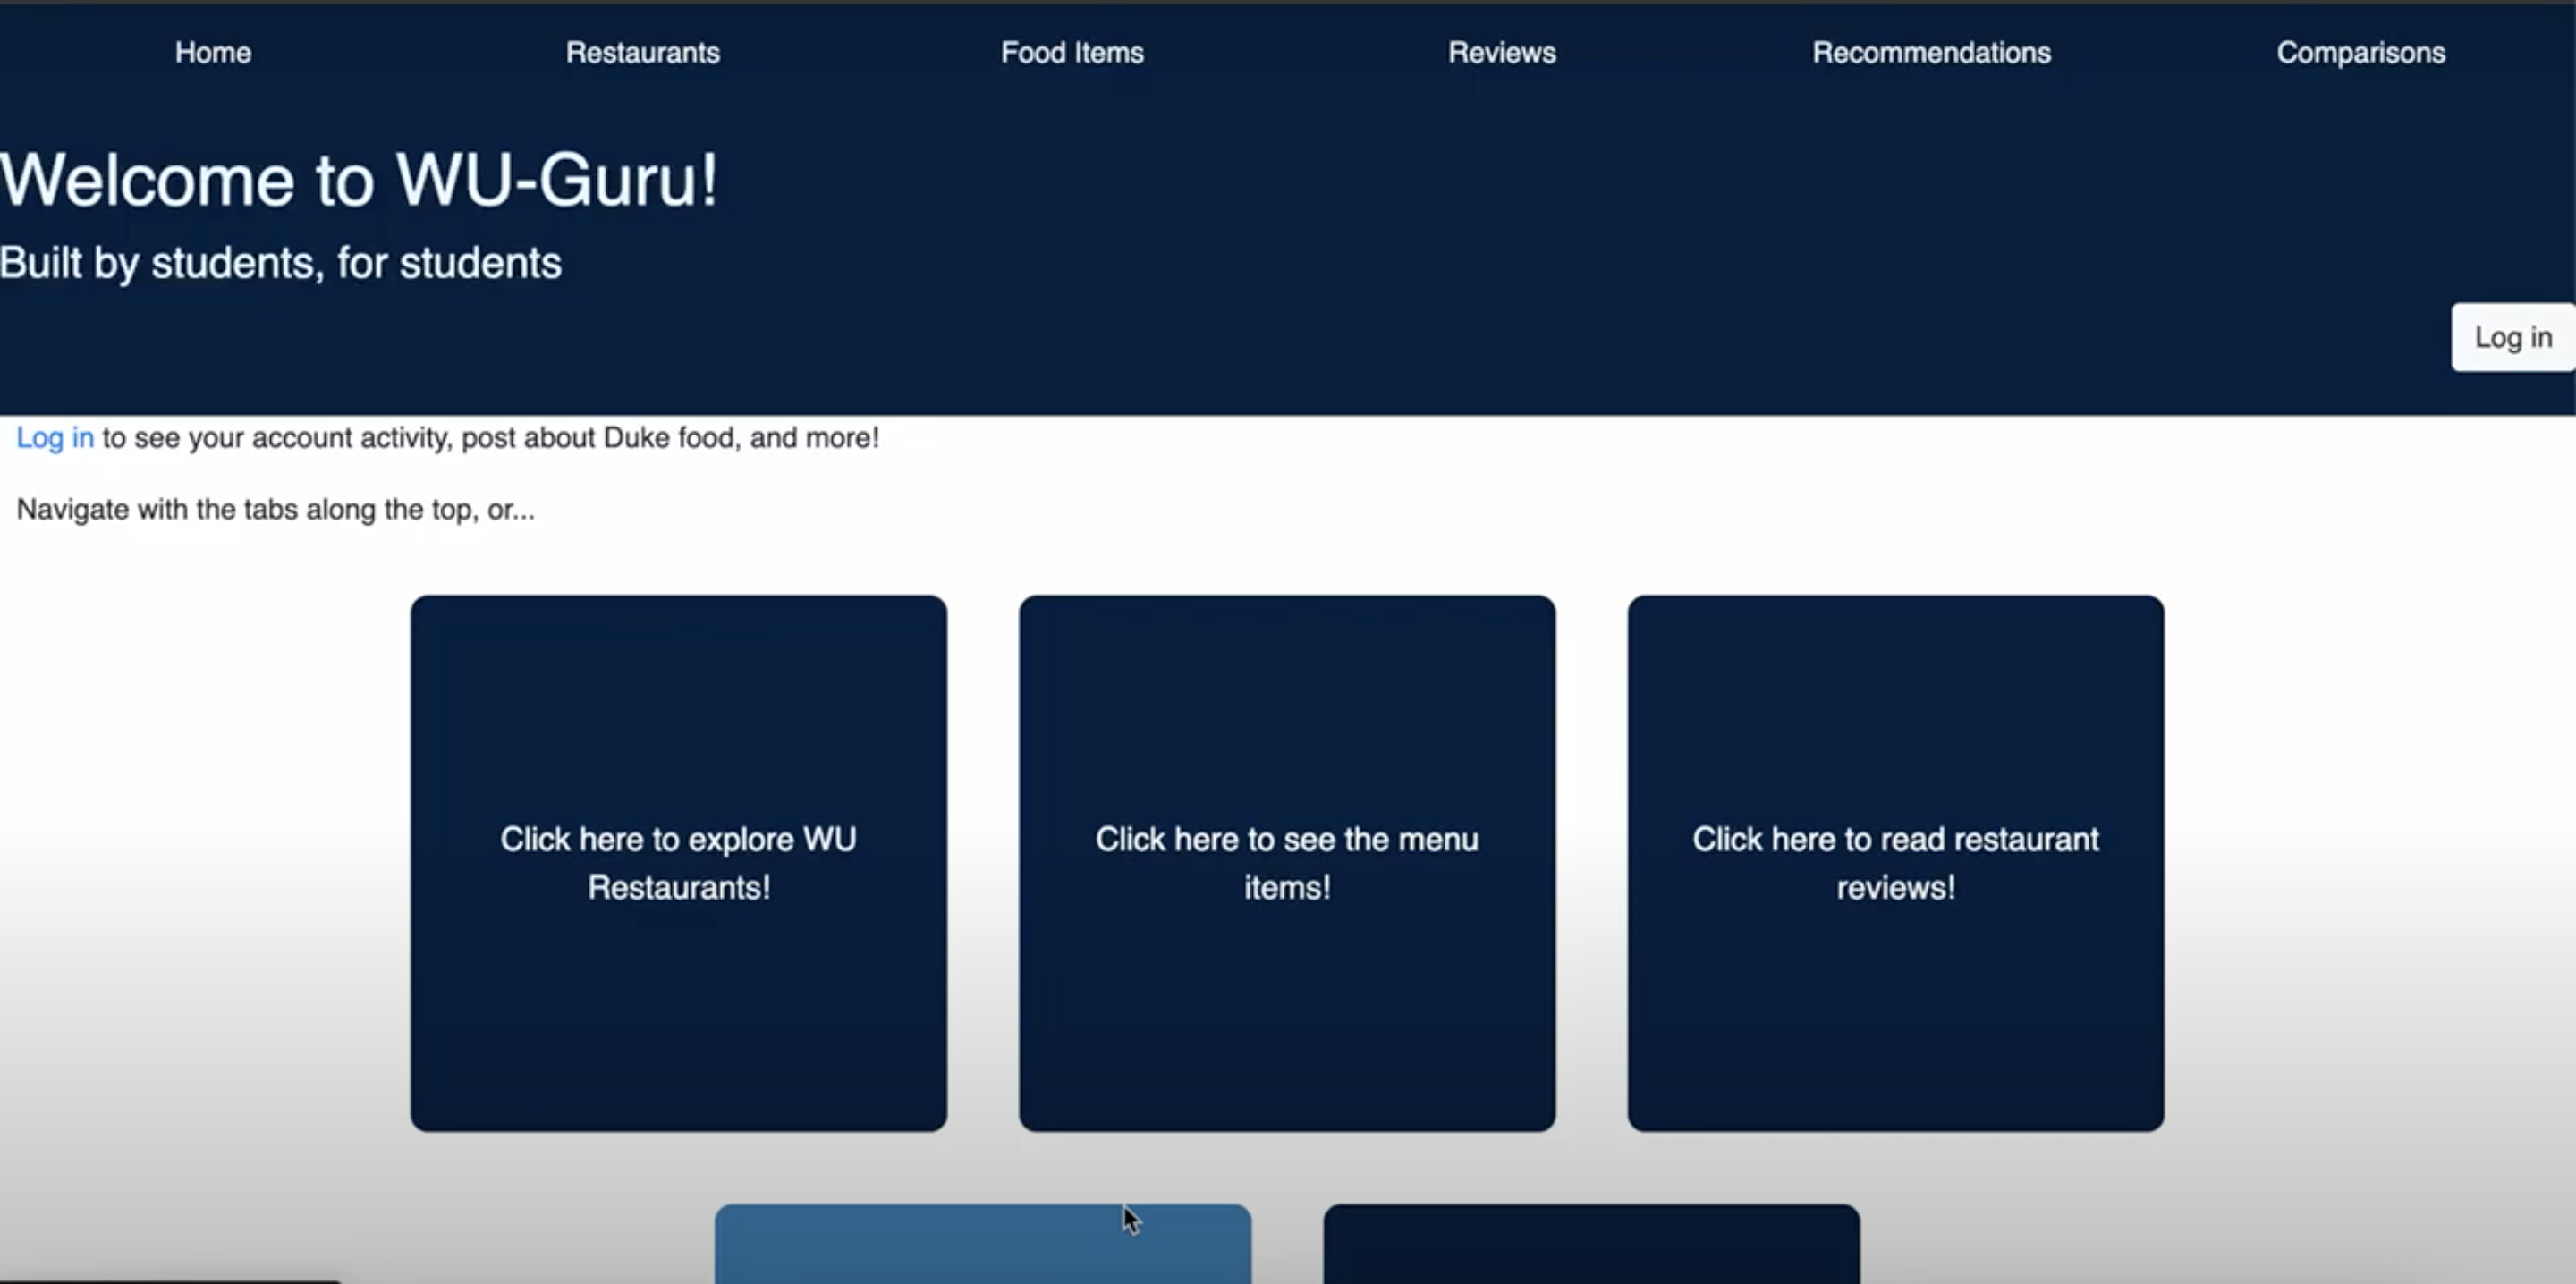 Home
Restaurants
Food Items
Reviews
Recommendations
Comparisons
Welcome to WU-Guru!
Built by students, for students
Log in
Log in to see your account activity, post about Duke food, and more!
Navigate with the tabs along the top, or...
Click here to explore WU
Restaurants!
Click here to see the menu
items!
Click here to read restaurant
reviews!